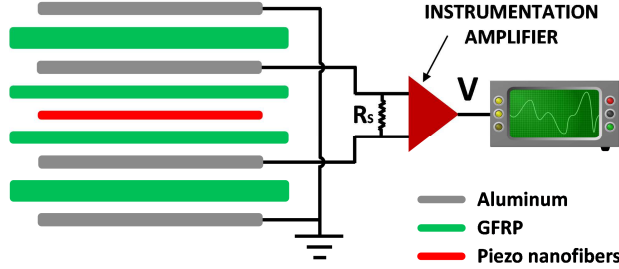 INSTRUMENTATION
AMPLIFIER
V
Rs
Aluminum
GFRP
Piezo nanofibers